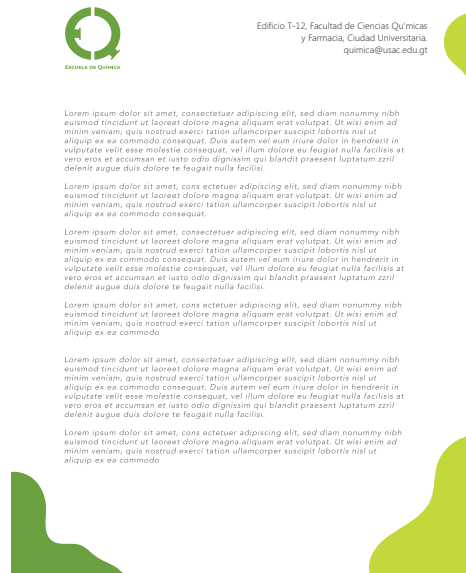 Edificio T-12, Facultad de Ciencias Qu'micas
y Farmacia, Ciudad Universitaria.
quimica@usac.edu.gt
ESCUELA DE QUÍMICA
Lorem ipsum dolor sit amet, consectetuer adipiscing elit, sed diam nonummy nibh
euismod tincidunt ut laoreet dolore magna aliquam erat volutpat. Ut wisi enim ad
minim veniam, quis nostrud exerci tation ullamcorper suscipit lobortis nisl ut
aliquip ex ea commodo consequat. Duis autem vel eum iriure dolor in hendrerit in
vulputate velit esse molestie consequat, vel illum dolore eu feugiat nulla facilisis at
vero eros et accumsan et iusto odio dignissim qui blandit praesent luptatum zzril
delenit augue duis dolore te feugait nulla facilisi.
Lorem ipsum dolor sit amet, cons ectetuer adipiscing elit, sed diam nonummy nibh
euismod tincidunt ut laoreet dolore magna aliquam erat volutpat. Ut wisi enim ad
minim veniam, quis nostrud exerci tation ullamcorper suscipit lobortis nisl ut
aliquip ex ea commodo consequat.
Lorem ipsum dolor sit amet, consectetuer adipiscing elit, sed diam nonummy nibh
euismod tincidunt ut laoreet dolore magna aliquam erat volutpat. Ut wisi enim ad
minim veniam, quis nostrud exerci tation ullamcorper suscipit lobortis nisl ut
aliquip ex ea commodo consequat. Duis autem vel eum iriure dolor in hendrerit in
vulputate velit esse molestie consequat, vel illum dolore eu feugiat nulla facilisis at
vero eros et accumsan et iusto odio dignissim qui blandit praesent luptatum zzril
delenit augue duis dolore te feugait nulla facilisi.
Lorem ipsum dolor sit amet, cons ectetuer adipiscing elit, sed diam nonummy nibh
euismod tincidunt ut laoreet dolore magna aliquam erat volutpat. Ut wisi enim ad
minim veniam, quis nostrud exerci tation ullamcorper suscipit lobortis nisl ut
aliquip ex ea commodo
Lorem ipsum dolor sit amet, consectetuer adipiscing elit, sed diam nonummy nibh
euismod tincidunt ut laoreet dolore magna aliquam erat volutpat. Ut wisi enim ad
minim veniam, quis nostrud exerci tation ullamcorper suscipit lobortis nisl ut
aliquip ex ea commodo consequat. Duis autem vel eum iriure dolor in hendrerit in
vulputate velit esse molestie consequat, vel illum dolore eu feugiat nulla facilisis at
vero eros et accumsan et iusto odio dignissim qui blandit praesent luptatum zzril
delenit augue duis dolore te feugait nulla facilisi.
Lorem ipsum dolor sit amet, cons ectetuer adipiscing elit, sed diam nonummy nibh
euismod tincidunt ut laoreet dolore magna aliquam erat volutpat. Ut wisi enim ad
minim veniam, quis nostrud exerci tation ullamcorper suscipit lobortis nisl ut
aliquip ex ea commodo